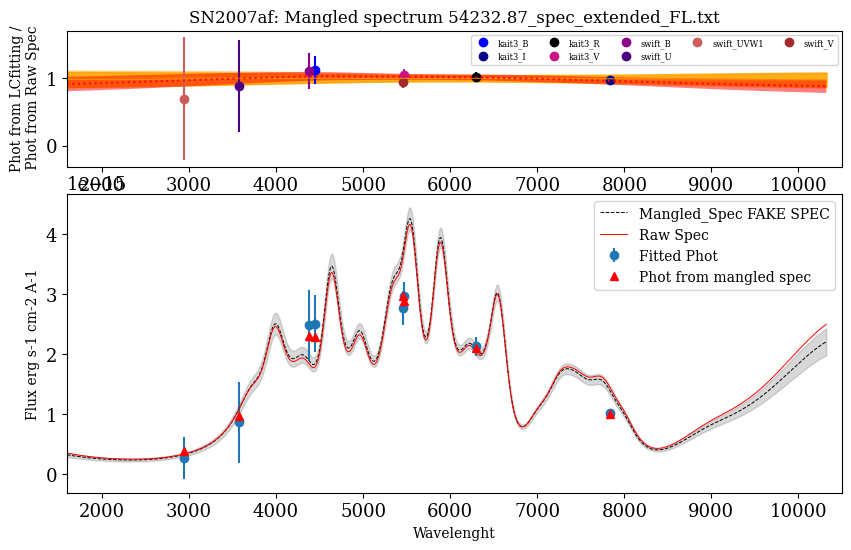 SN2007af: Mangled spectrum 54232.87_spec_extended_FL.txt
Phot from LCfitting /
Phot from Raw Spec
1
0
kait3_B
kait3_R
swift_B
swift_UVW1
swift_V
kait3_I
kait3_V
swift_U
2000 3000 4000 5000 6000 7000 8000 9000 10000
1e−15
Flux erg s-1 cm-2 A-1
4
3
2
1
0
Mangled_Spec FAKE SPEC
Raw Spec
Fitted Phot
Phot from mangled spec
2000 3000 4000 5000 6000 7000 8000 9000 10000
Wavelenght